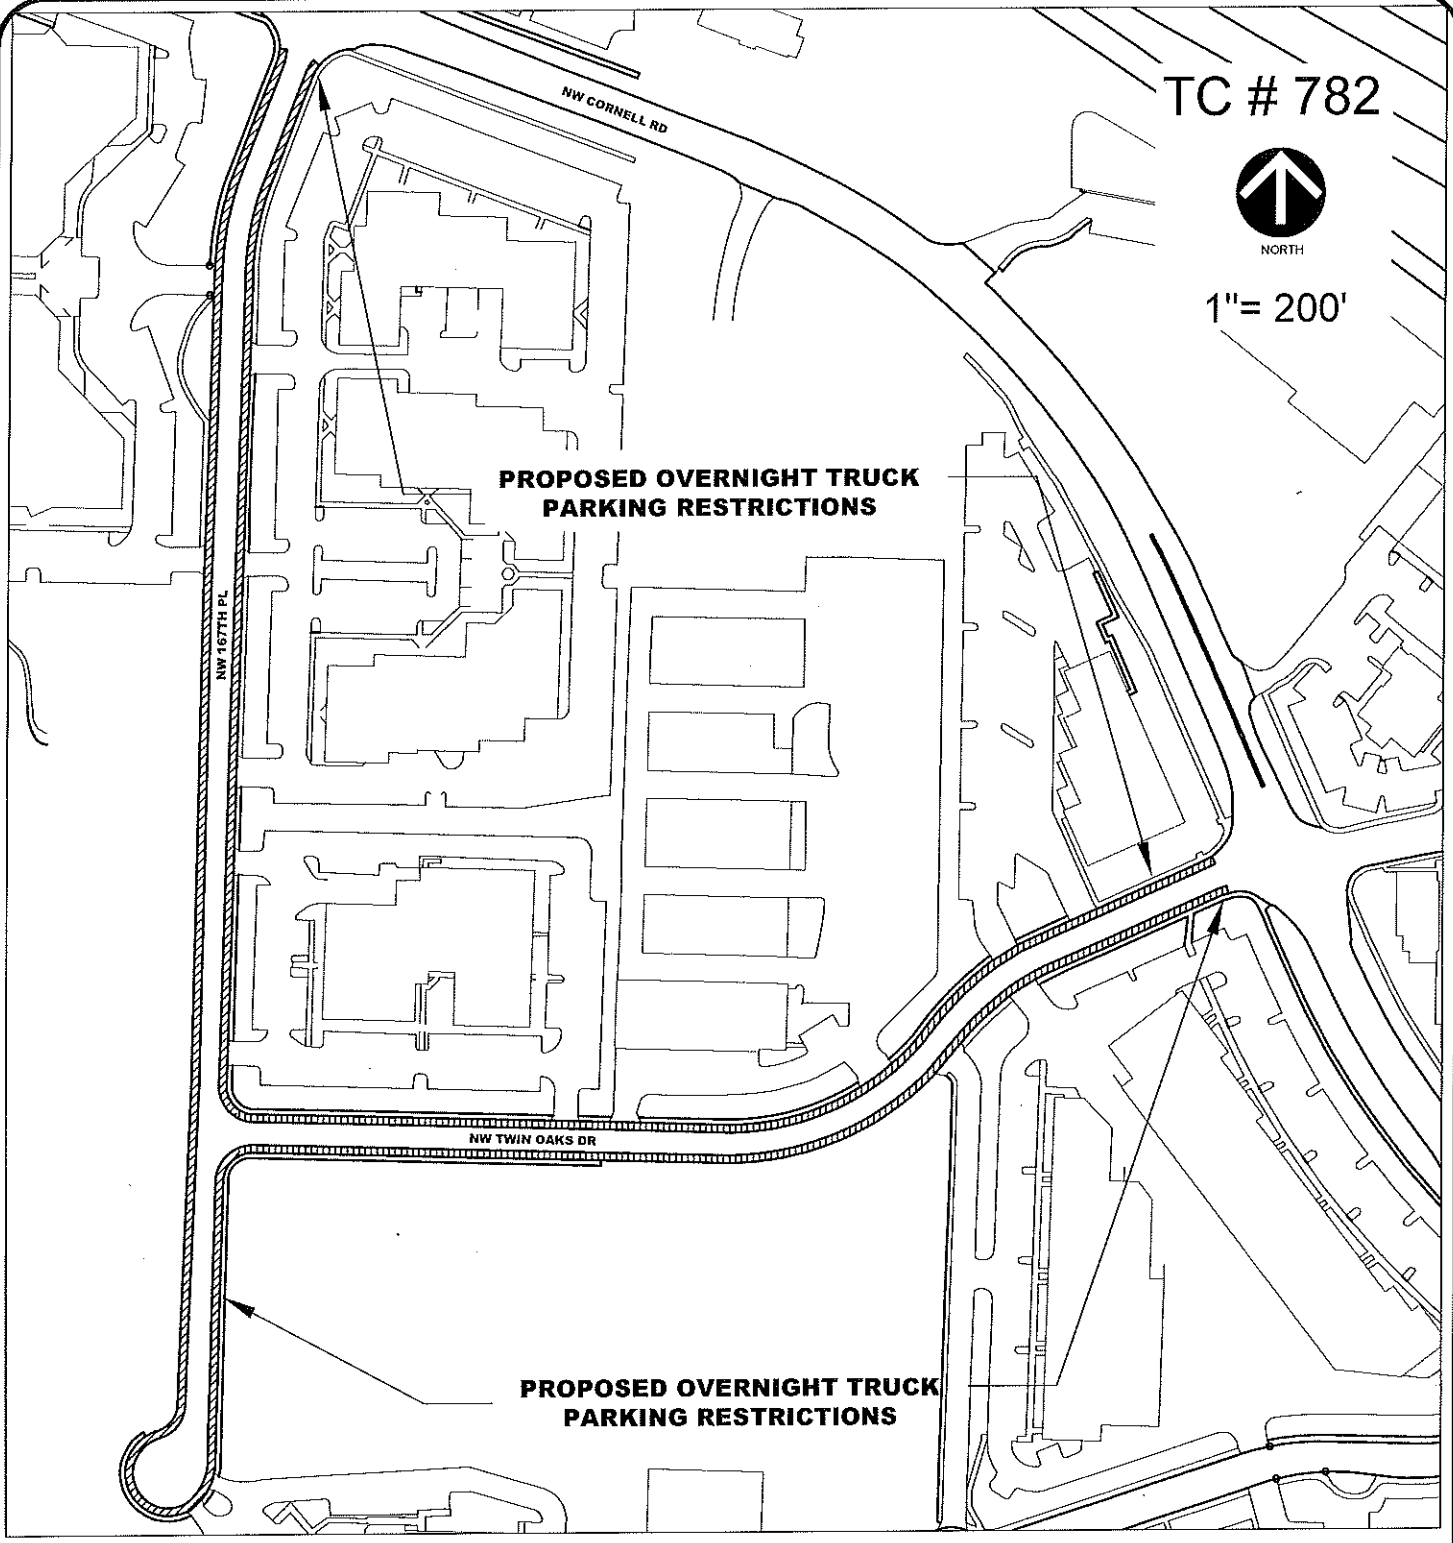 TC # 782
NORTH
1"= 200'
NW CORNELL RD
PROPOSED OVERNIGHT TRUCK
PARKING RESTRICTIONS
NW 167TH PL
NW TWIN OAKS DR
PROPOSED OVERNIGHT TRUCK
PARKING RESTRICTIONS